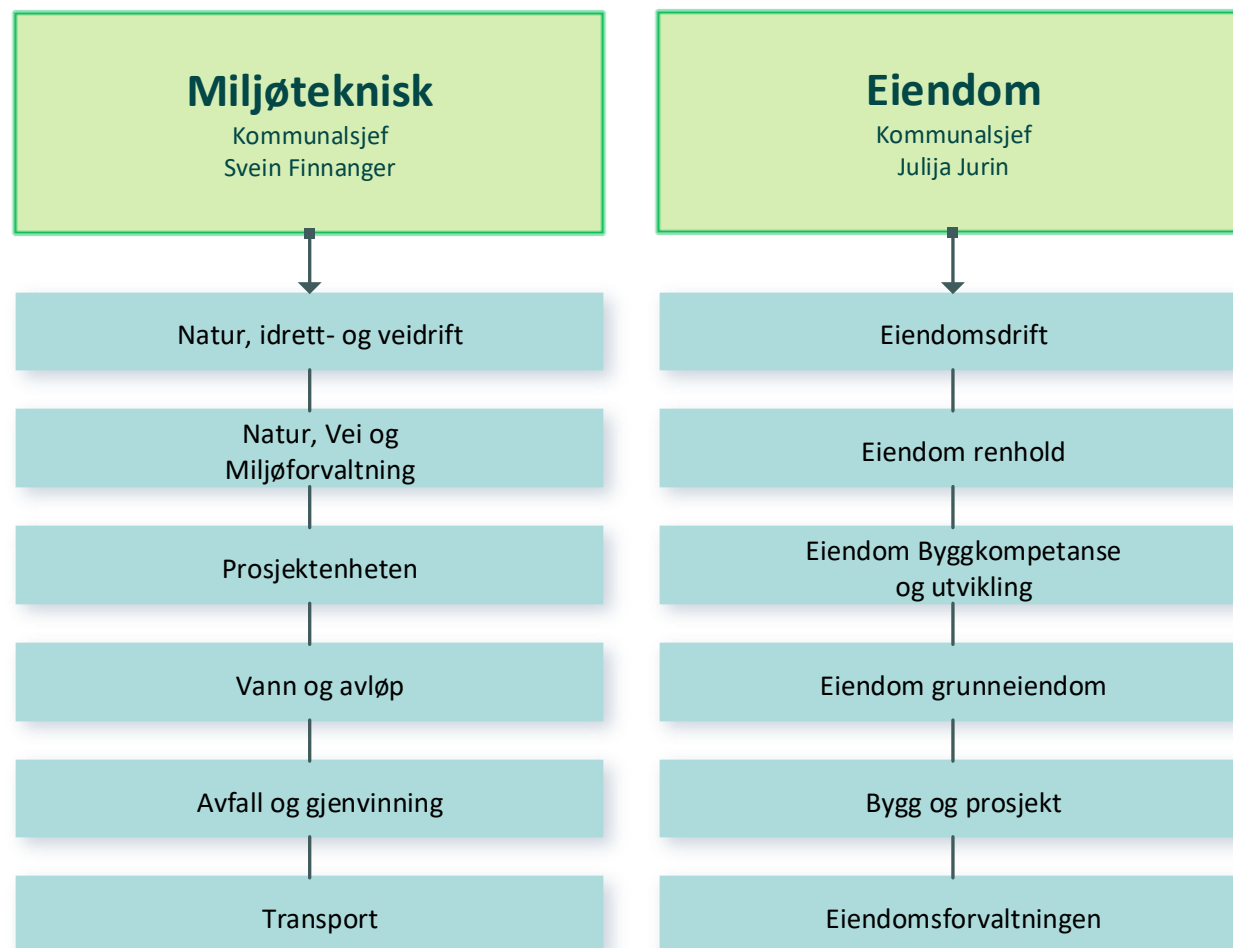 Miljøteknisk
Kommunalsjef
Svein Finnanger
Natur, idrett- og veidrift
Natur, Vei og
Miljøforvaltning
Prosjektenheten
Vann og avløp
Avfall og gjenvinning
Transport
Eiendom
Kommunalsjef
Julija Jurin
Eiendomsdrift
Eiendom renhold
Eiendom Byggkompetanse
og utvikling
Eiendom grunneiendom
Bygg og prosjekt
Eiendomsforvaltningen